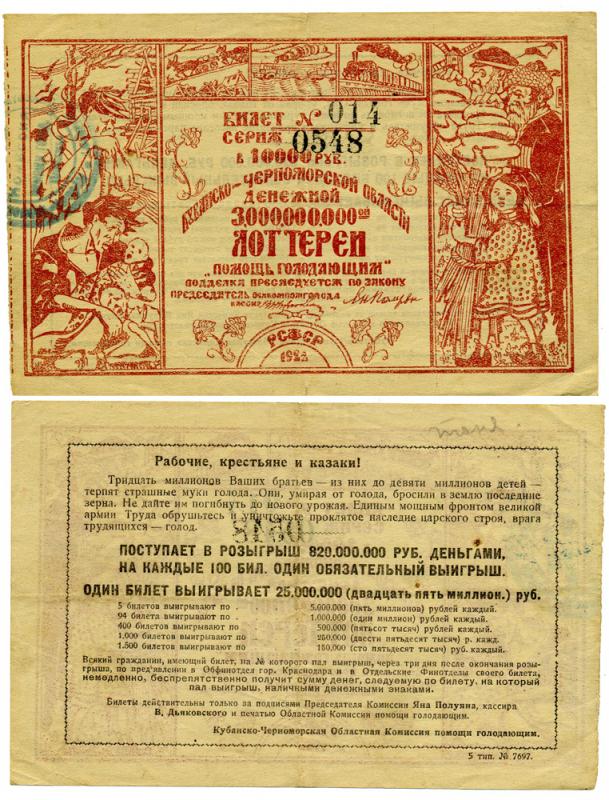 БИЛЕТ № 014
СЕРИЯ 0548
В 10000 РУБ.
КУБАНСКО-ЧЕРНОМОРСКОЙ ОБЛАСТИ
ДЕНЕЖНОЙ
3000.000.000ой
ЛОТТЕРЕИ
„ПОМОЩЬ ГОЛОДАЮЩИМ"
ПОДДЕЛКА ПРЕСЛЕДУЕТСЯ ПО ЗАКОНУ
ПРЕДСЕДАТЕЛЬ
КАССИР
РСФСР
1922
Рабочие, крестьяне и казаки!
Тридцать миллионов Ваших братьев — из них до девяти миллионов детей —
терпят страшные муки голода. Они, умирая от голода, бросили в землю последние
зерна. Не дайте им погибнуть до нового урожая. Единым мощным фронтом великой
армии Труда обрушьтесь и уничтожьте проклятое наследие царского строя, врага
трудящихся — голод.
ПОСТУПАЕТ В РОЗЫГРЫШ 820.000.000 РУБ. ДЕНЬГАМИ,
НА КАЖДЫЕ 100 БИЛ. ОДИН ОБЯЗАТЕЛЬНЫЙ ВЫИГРЫШ.
ОДИН БИЛЕТ ВЫИГРЫВАЕТ 25.000.000 (двадцать пять миллион.) руб.
5 билетов выигрывают по . 5.000.000 (пять миллионов) рублей каждый.
94 билета выигрывают по . 1.000.000 (один миллион) руб. каждый.
400 билетов выигрывают по . 500.000 (пятьсот тысяч) руб. каждый.
1.000 билетов выигрывают по 250.000 (двести пятьдесят тысяч) р. кажд.
1.500 билетов выигрывают по 150,000 (сто пятьдесят тысяч) руб. каждый.
Всякий гражданин, имеющий билет, на № которого пал выигрыш, через три дня после окончания розы-
грыша, по пред'явлении в Обфинотдел гор. Краснодара и в Отдельские Финотделы своего билета,
немедленно, беспрепятственно получит сумму денег, следуемую по билету, на который
пал выигрыш, наличными денежными знаками.
Билеты действительны только за подписями Председателя Комиссии Яна Полуяна, кассира
В. Дьяковского и печатью Областной Комиссии помощи голодающим.
Кубанско-Черноморская Областная Комиссия помощи голодающим.
5 тип. № 7697.